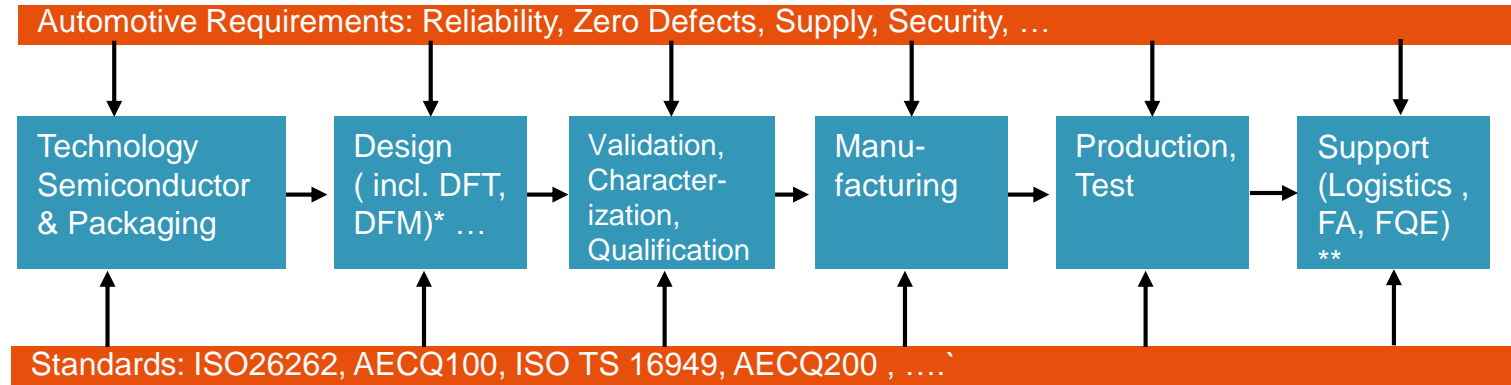 Automotive Requirements: Reliability, Zero Defects, Supply, Security, …
Technology
Semiconductor
& Packaging
Design
( incl. DFT,
DFM)* …
Validation,
Character-
ization,
Qualification
Manu-
facturing
Production,
Test
Support
(Logistics ,
FA, FQE)
**
Standards: ISO26262, AECQ100, ISO TS 16949, AECQ200 , ….`